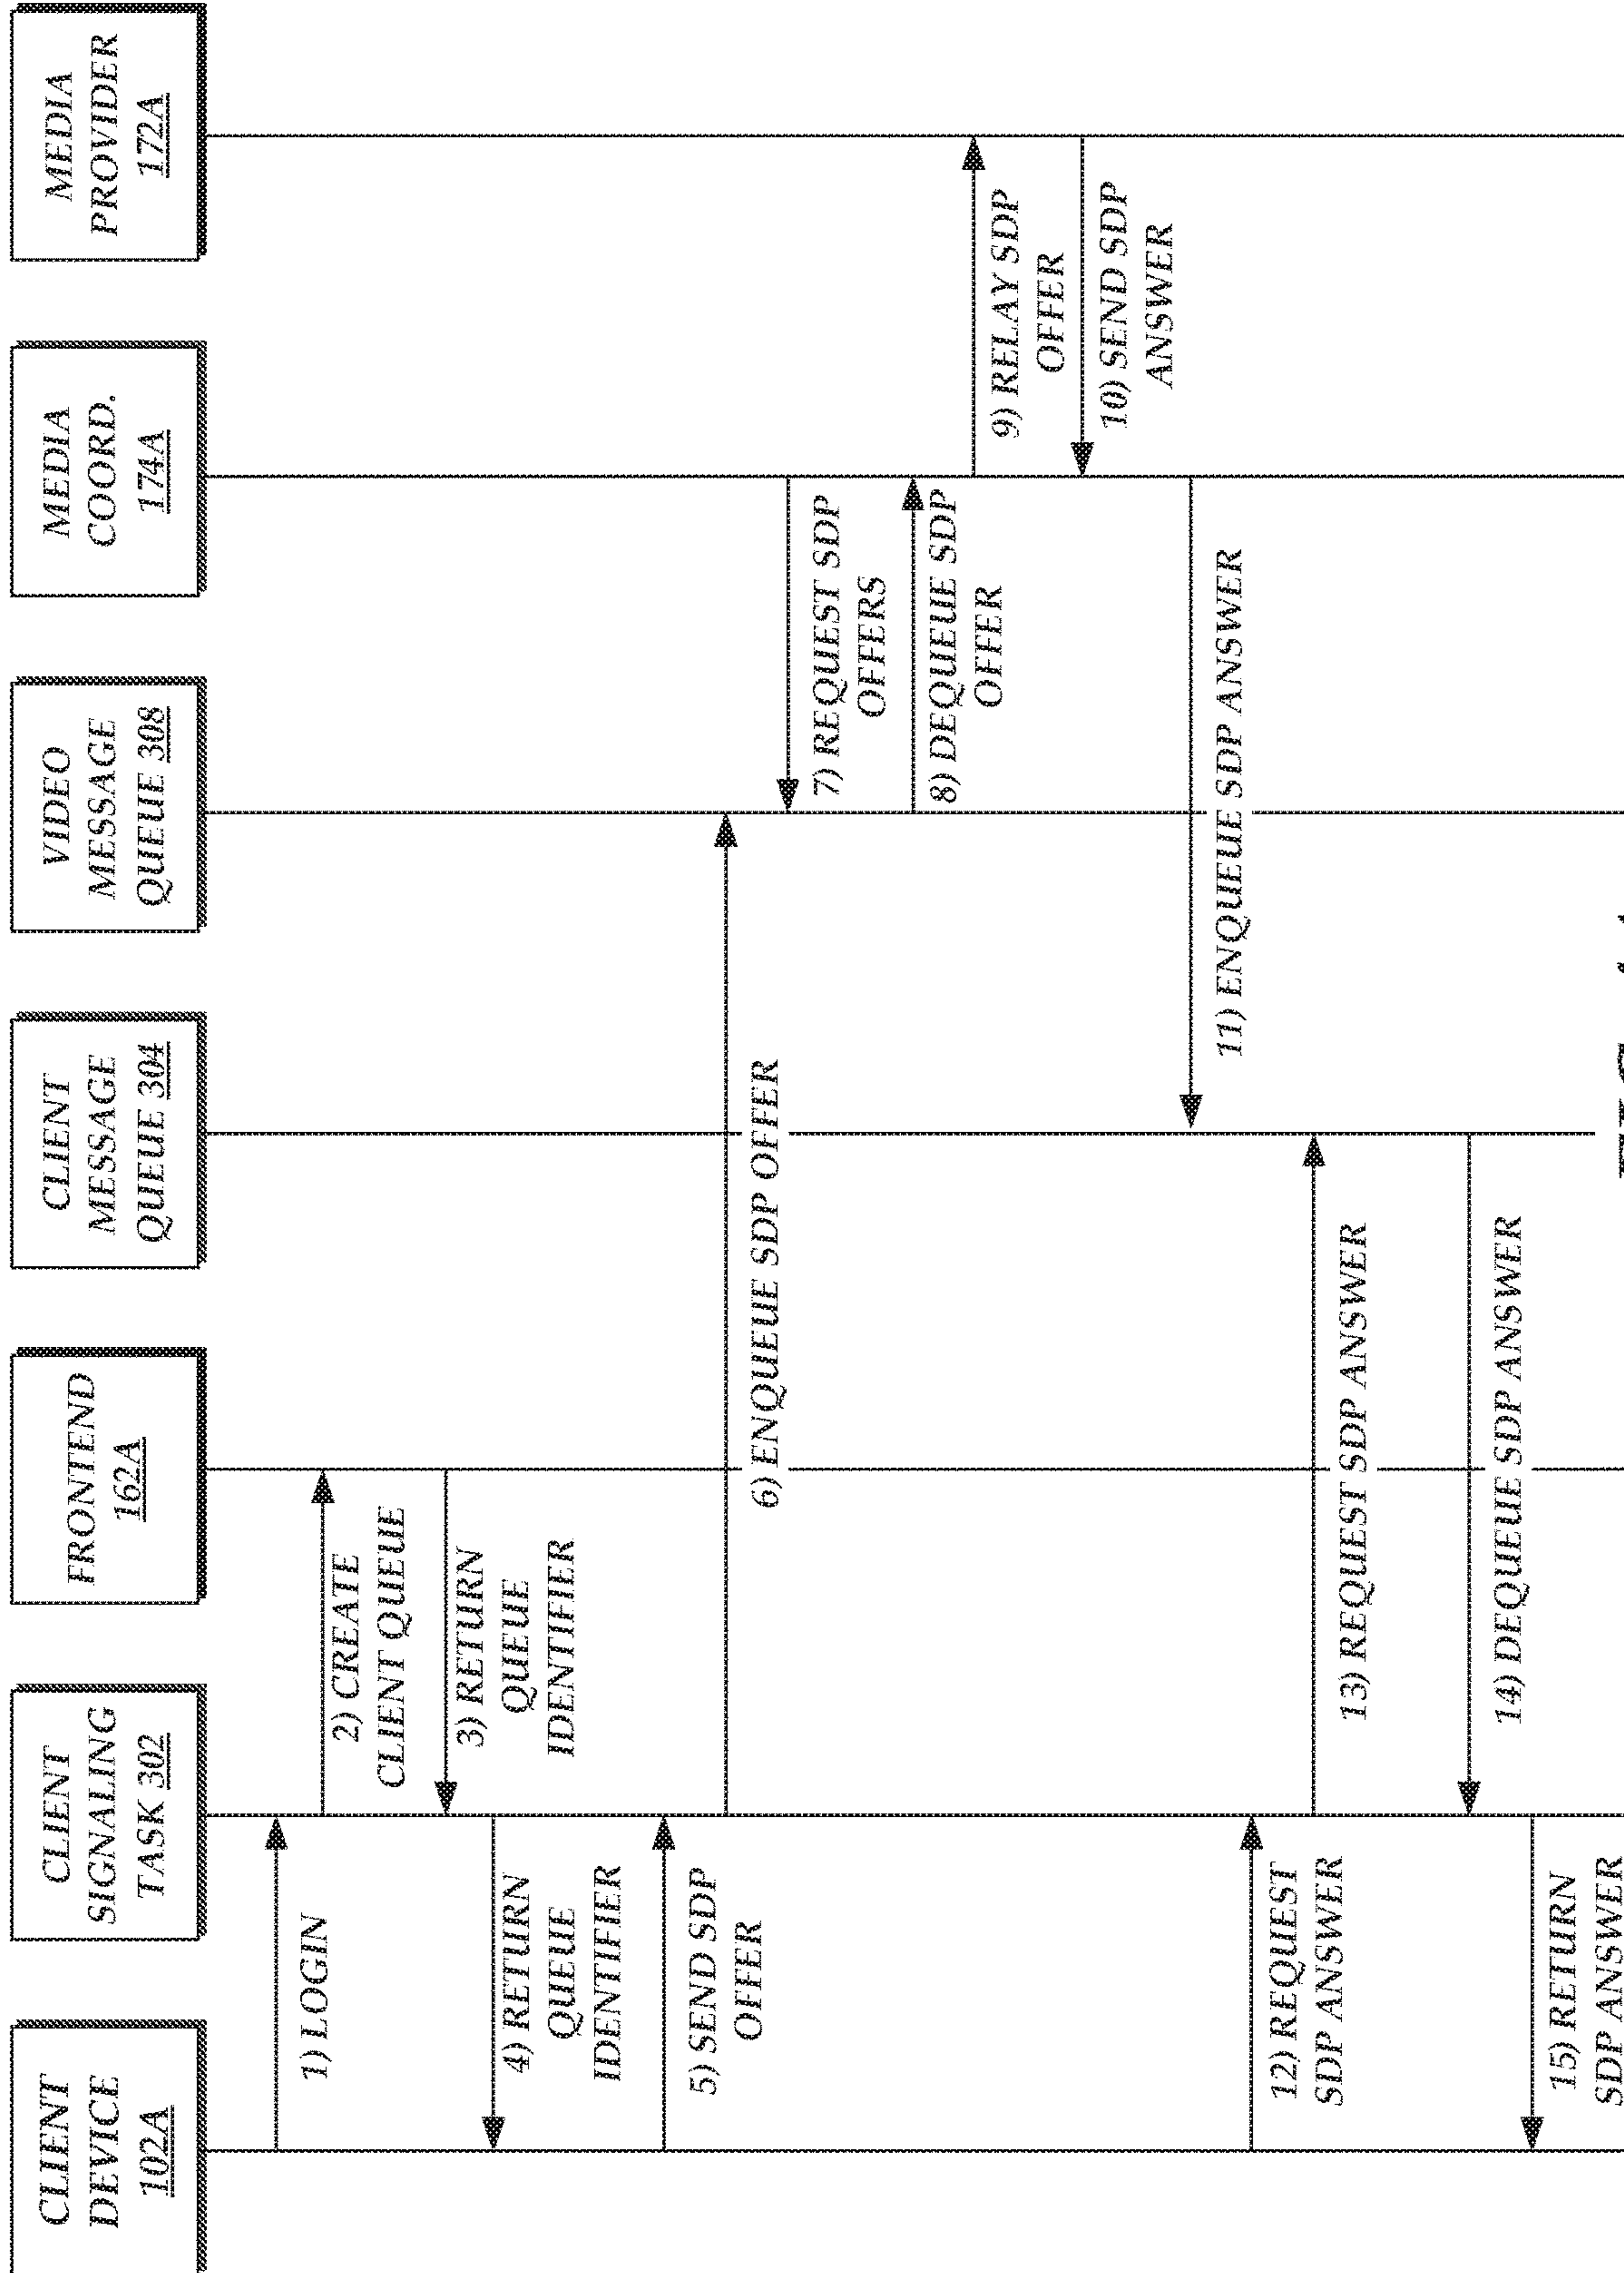 CLIENT
DEVICE
102A
CLIENT
SIGNALING
TASK 302
FRONTEND
162A
CLIENT
MESSAGE
QUEUE 304
VIDEO
MESSAGE
QUEUE 308
MEDIA
COORD.
174A
MEDIA
PROVIDER
172A
1) LOGIN
2) CREATE
CLIENT QUEUE
3) RETURN
QUEUE
IDENTIFIER
4) RETURN
QUEUE
IDENTIFIER
5) SEND SDP
OFFER
6) ENQUEUE SDP OFFER
7) REQUEST SDP
OFFERS
8) DEQUEUE SDP
OFFER
9) RELAY SDP
OFFER
10) SEND SDP
ANSWER
11) ENQUEUE SDP ANSWER
12) REQUEST
SDP ANSWER
13) REQUEST SDP ANSWER
14) DEQUEUE SDP ANSWER
15) RETURN
SDP ANSWER